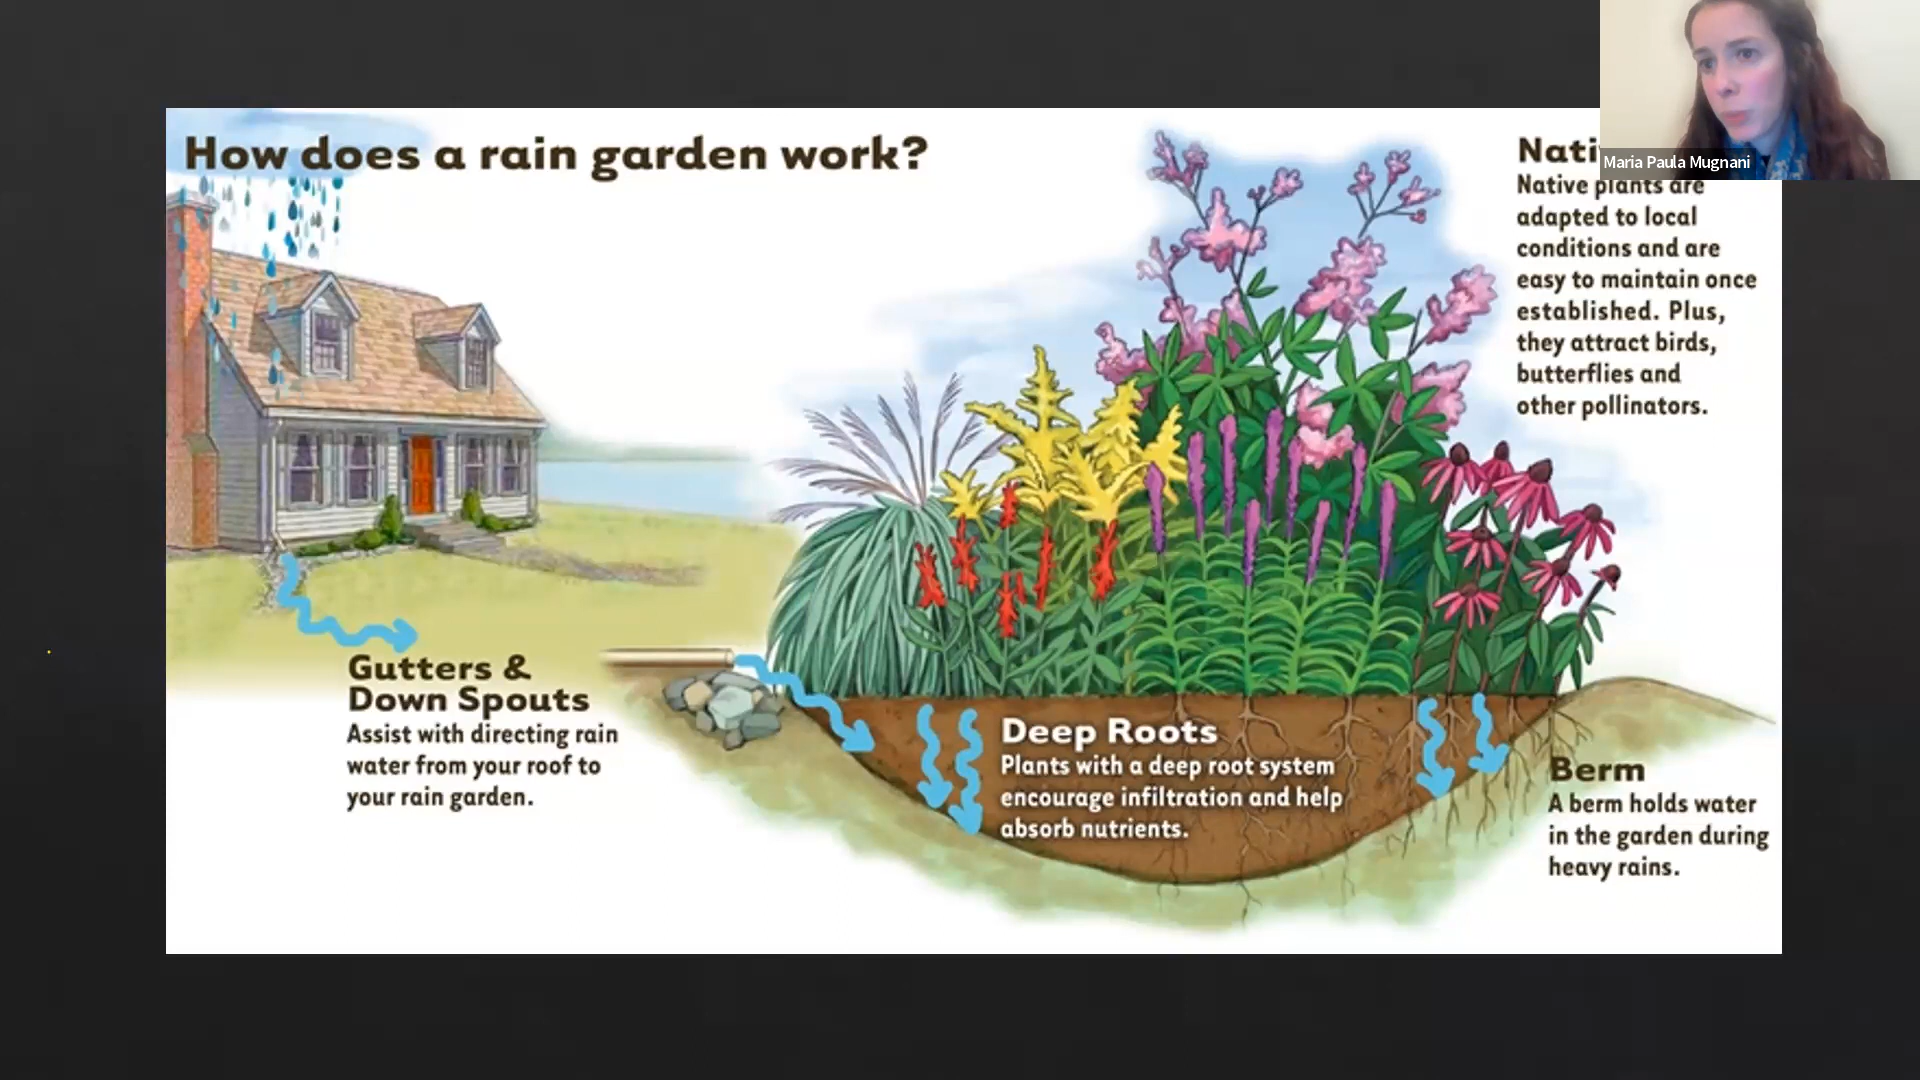 How does a rain garden work?
Maria Paula Mugnani
Native plants are
adapted to local
conditions and are
easy to maintain once
established. Plus,
they attract birds,
butterflies and
other pollinators.
Gutters &
Down Spouts
Assist with directing rain
water from your roof to
your rain garden.
Deep Roots
Plants with a deep root system
encourage infiltration and help
absorb nutrients.
Berm
A berm holds water
in the garden during
heavy rains.